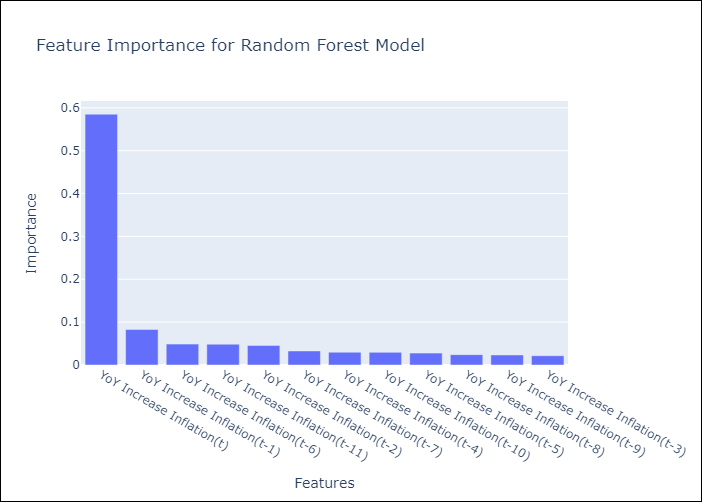 Feature Importance for Random Forest Model
0.6
0.5
0.4
0.3
0.2
0.1
0
Importance
YoY Increase Inflation(t)
YoY Increase Inflation(t-1)
YoY Increase Inflation(t-6)
YoY Increase Inflation(t-11)
YoY Increase Inflation(t-2)
YoY Increase Inflation(t-7)
YoY Increase Inflation(t-4)
YoY Increase Inflation(t-10)
YoY Increase Inflation(t-5)
YoY Increase Inflation(t-8)
YoY Increase Inflation(t-9)
YoY Increase Inflation(t-3)
Features